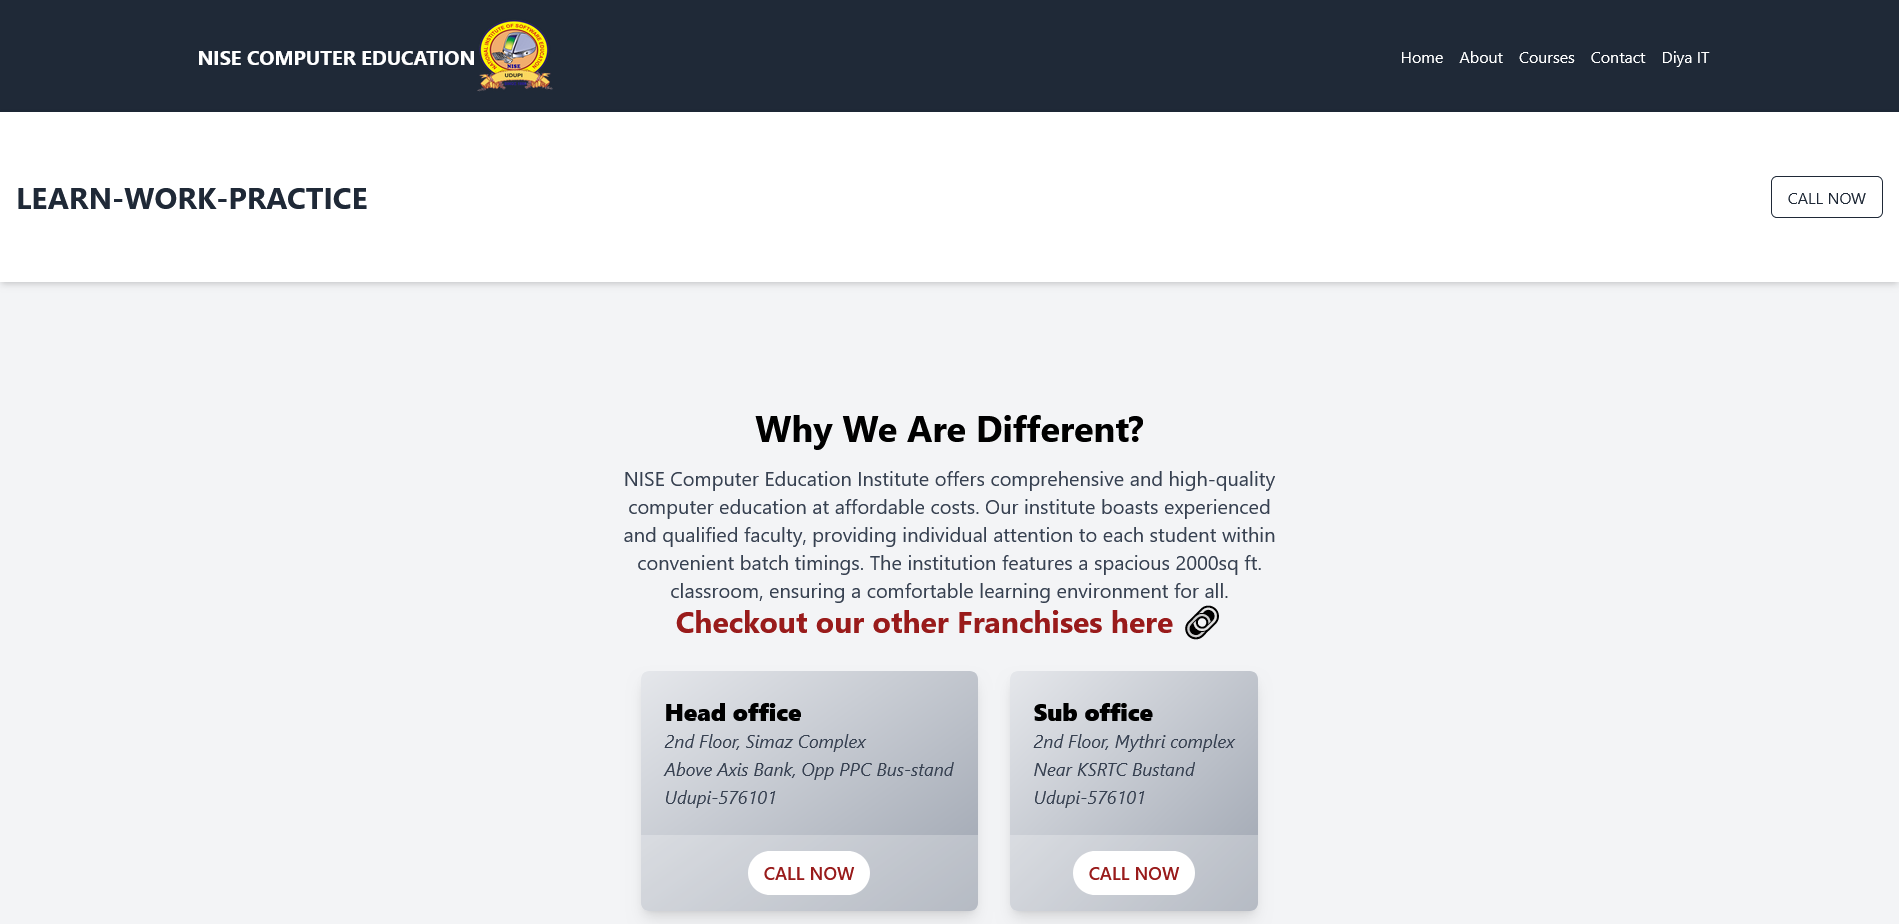 NISE COMPUTER EDUCATION
NATIONAL INSTITUTE OF SOFTWARE EDUCATION
NISE
UDUPI
Home
About
Courses
Contact
Diya IT
LEARN-WORK-PRACTICE
CALL NOW
Why We Are Different?
NISE Computer Education Institute offers comprehensive and high-quality
computer education at affordable costs. Our institute boasts experienced
and qualified faculty, providing individual attention to each student within
convenient batch timings. The institution features a spacious 2000sq ft.
classroom, ensuring a comfortable learning environment for all.
Checkout our other Franchises here
Head office
2nd Floor, Simaz Complex
Above Axis Bank, Opp PPC Bus-stand
Udupi-576101
CALL NOW
Sub office
2nd Floor, Mythri complex
Near KSRTC Bustand
Udupi-576101
CALL NOW